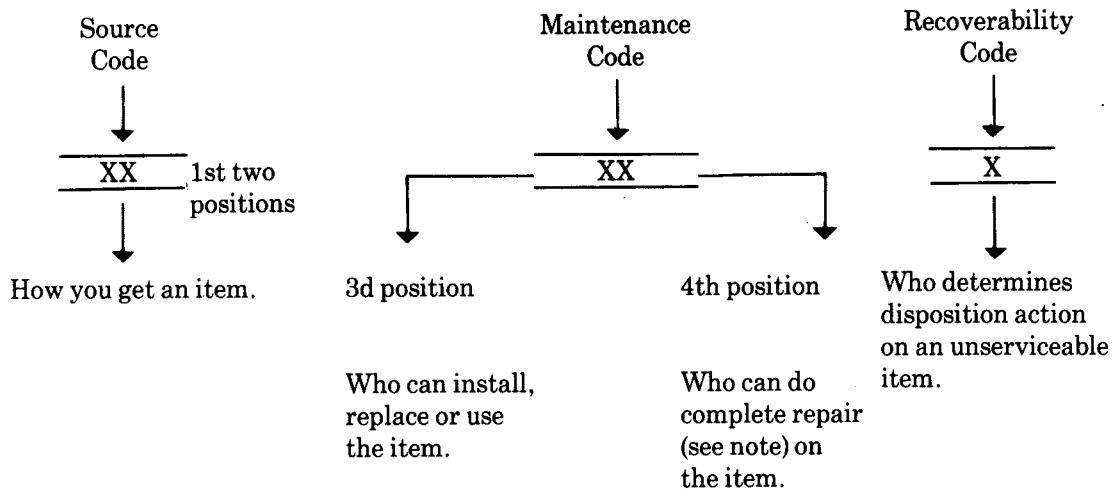 Source
Code
XX
1st two
positions
How you get an item.
Maintenance
Code
XX
3d position
Who can install,
replace or use
the item.
4th position
Who can do
complete repair
(see note) on
the item.
Recoverability
Code
X
Who determines
disposition action
on an unserviceable
item.